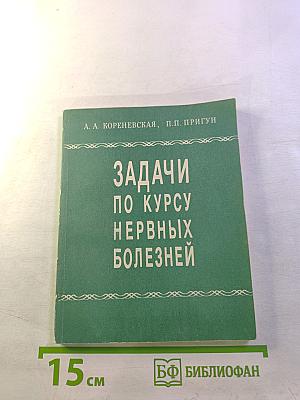 А. А. КОРЕНЕВСКАЯ, П.П. ПРИГУН
ЗАДАЧИ
ПО КУРСУ
НЕРВНЫХ
БОЛЕЗНЕЙ
15 см
БФ БИБЛИОФАН